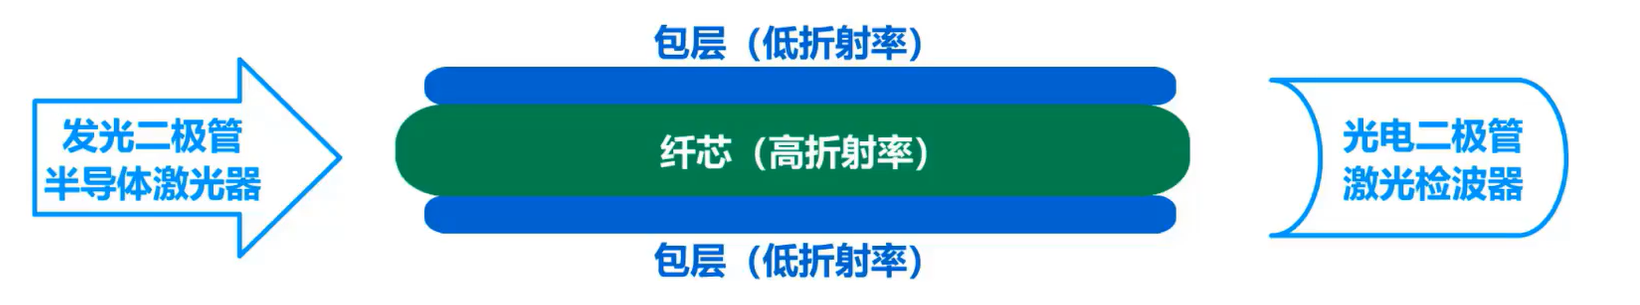 包层（低折射率）
发光二极管
半导体激光器
纤芯（高折射率）
光电二极管
激光检波器
包层（低折射率）